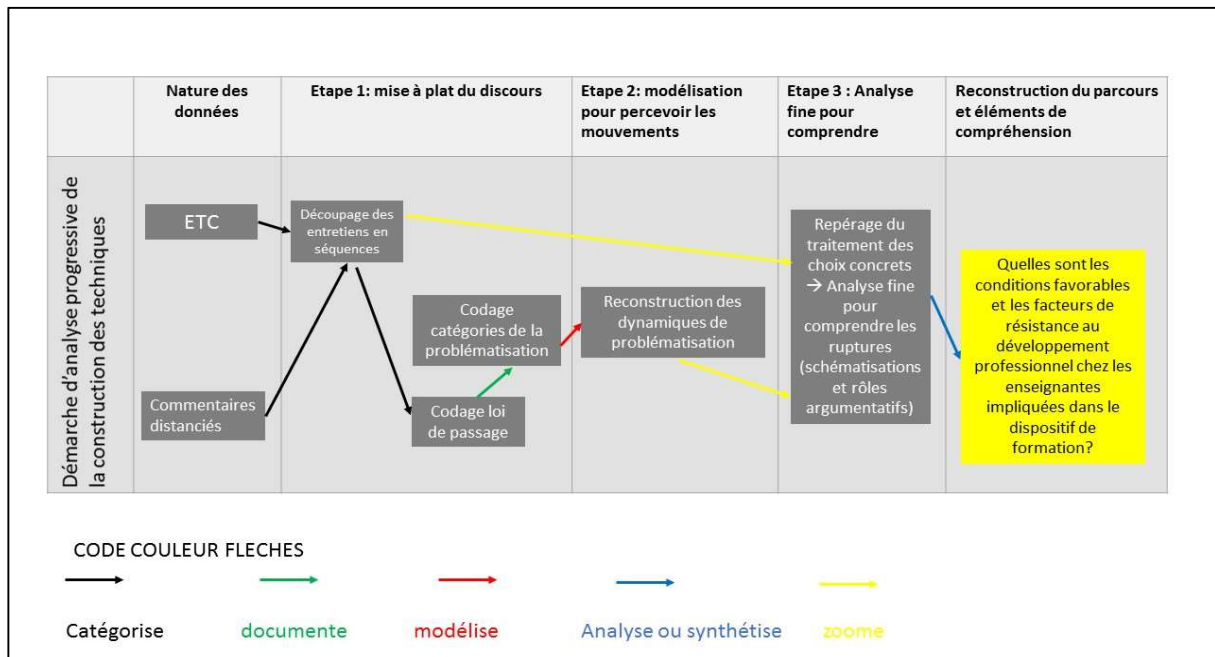 Nature des
données
Etape 1: mise à plat du discours
Etape 2: modélisation
pour percevoir les
mouvements
Etape 3 : Analyse
fine pour
comprendre
Reconstruction du parcours
et éléments de
compréhension
Démarche d'analyse progressive de
la construction des techniques
ETC
Commentaires
distanciés
Découpage des
entretiens en
séquences
Codage
catégories de la
problématisation
Codage loi
de passage
Reconstruction des
dynamiques de
problématisation
Repérage du
traitement des
choix concrets
→ Analyse fine
pour
comprendre les
ruptures
(schématisations
et rôles
argumentatifs)
Quelles sont les
conditions favorables
et les facteurs de
résistance au
développement
professionnel chez les
enseignantes
impliquées dans le
dispositif de
formation?
CODE COULEUR FLECHES
Catégorise
documente
modélise
Analyse ou synthétise
zoome